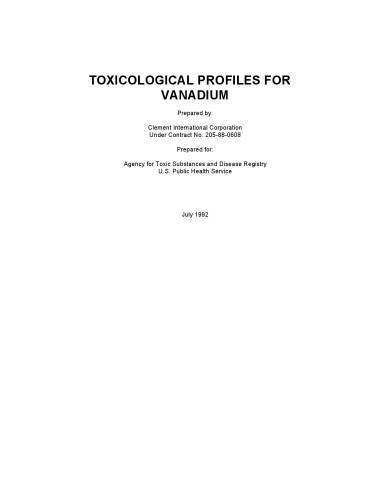 TOXICOLOGICAL PROFILES FOR
VANADIUM
Prepared by:
Clement International Corporation
Under Contract No. 205-88-0608
Prepared for:
Agency for Toxic Substances and Disease Registry
U.S. Public Health Service
July 1992